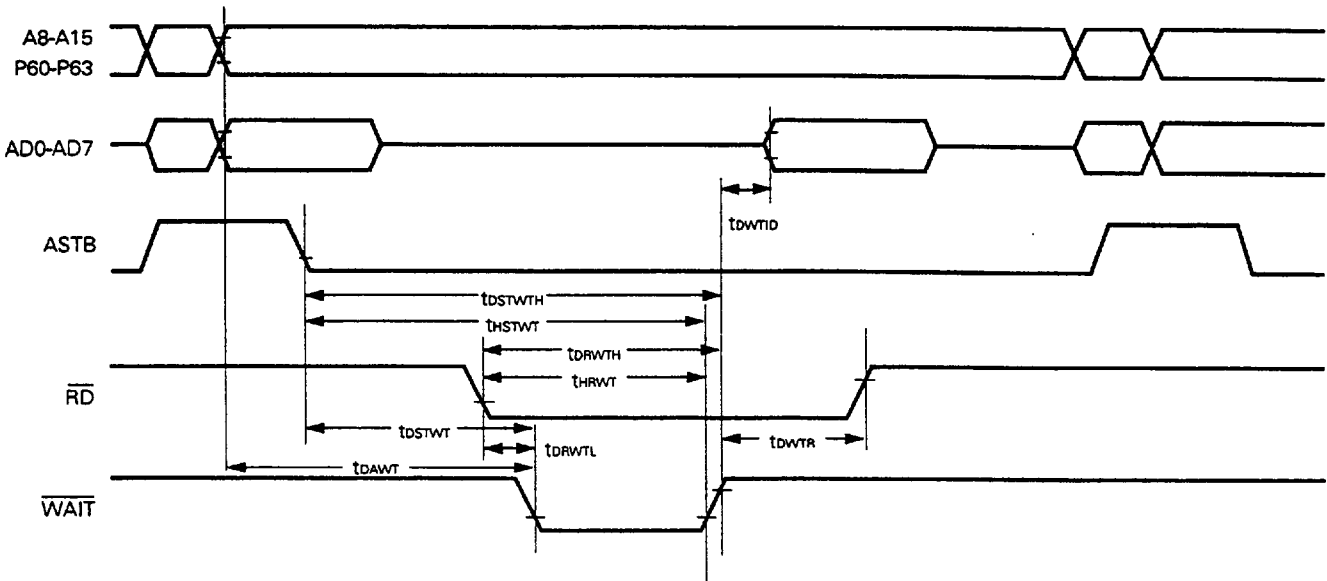 A8-A15
P60-P63
AD0-AD7
tDWTID
ASTB
tDSTWTH
tHSTWT
tDRWTH
tHRWT
RD
tDSTWT
tDRWTL
tDWTR
tDAWT
WAIT